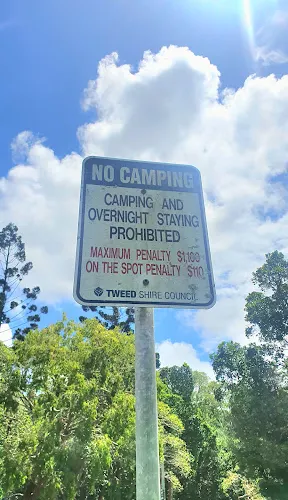 NO CAMPING
CAMPING AND
OVERNIGHT STAYING
PROHIBITED
MAXIMUM PENALTY $1,100
ON THE SPOT PENALTY $110
TWEED SHIRE COUNCIL